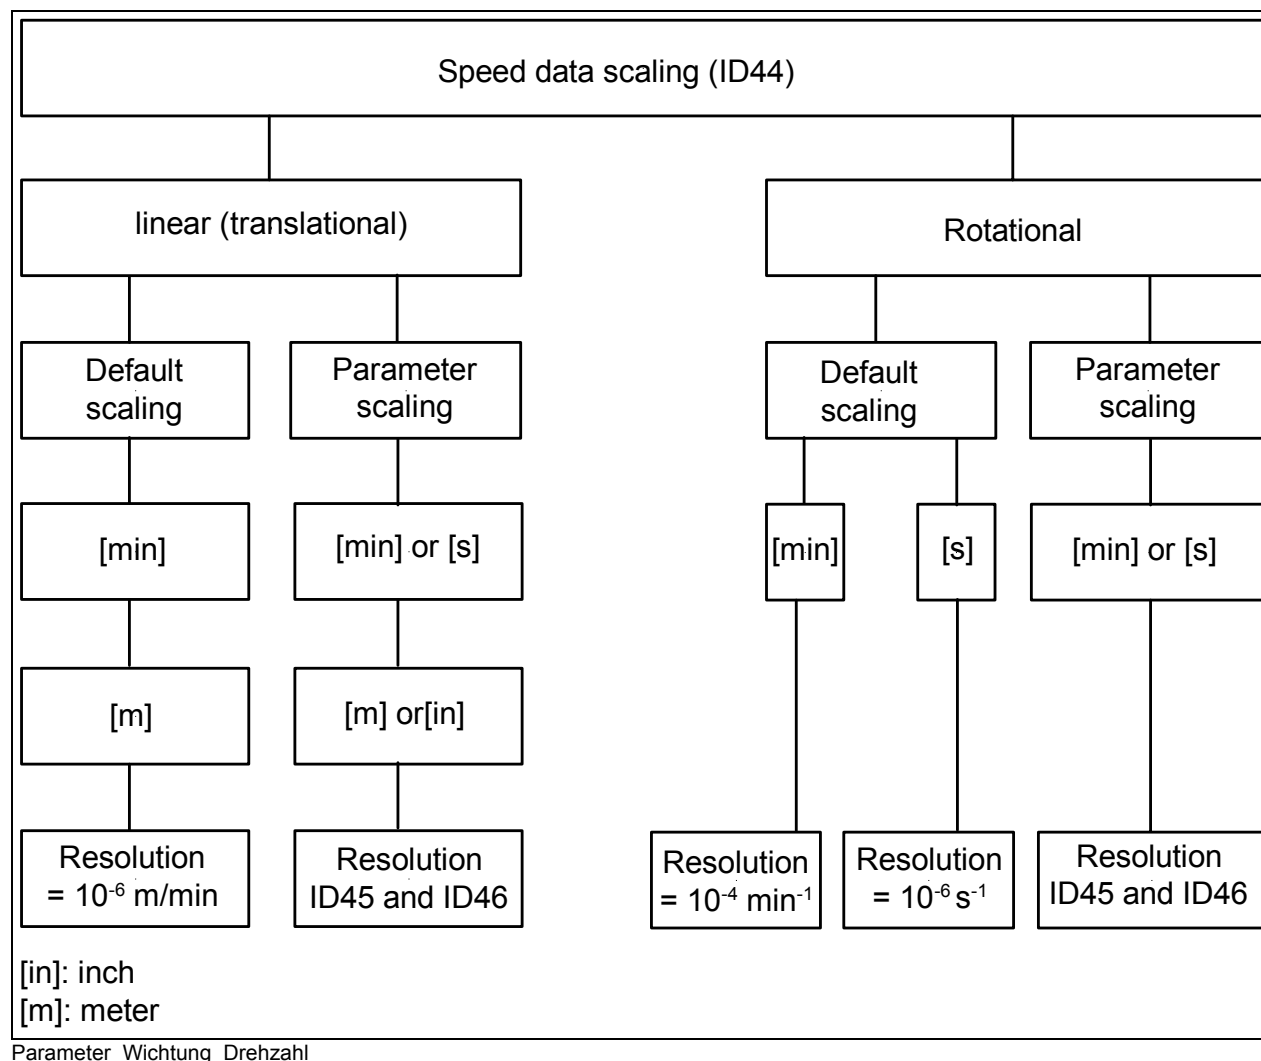 Speed data scaling (ID44)
linear (translational)
Rotational
Default
scaling
Parameter
scaling
Default
scaling
Parameter
scaling
[min]
[min] or [s]
[min]
[s]
[min] or [s]
[m]
[m] or[in]
Resolution
= 10⁻⁶ m/min
Resolution
ID45 and ID46
Resolution
= 10⁻⁴ min⁻¹
Resolution
= 10⁻⁶ s⁻¹
Resolution
ID45 and ID46
[in]: inch
[m]: meter
Parameter_Wichtung_Drehzahl